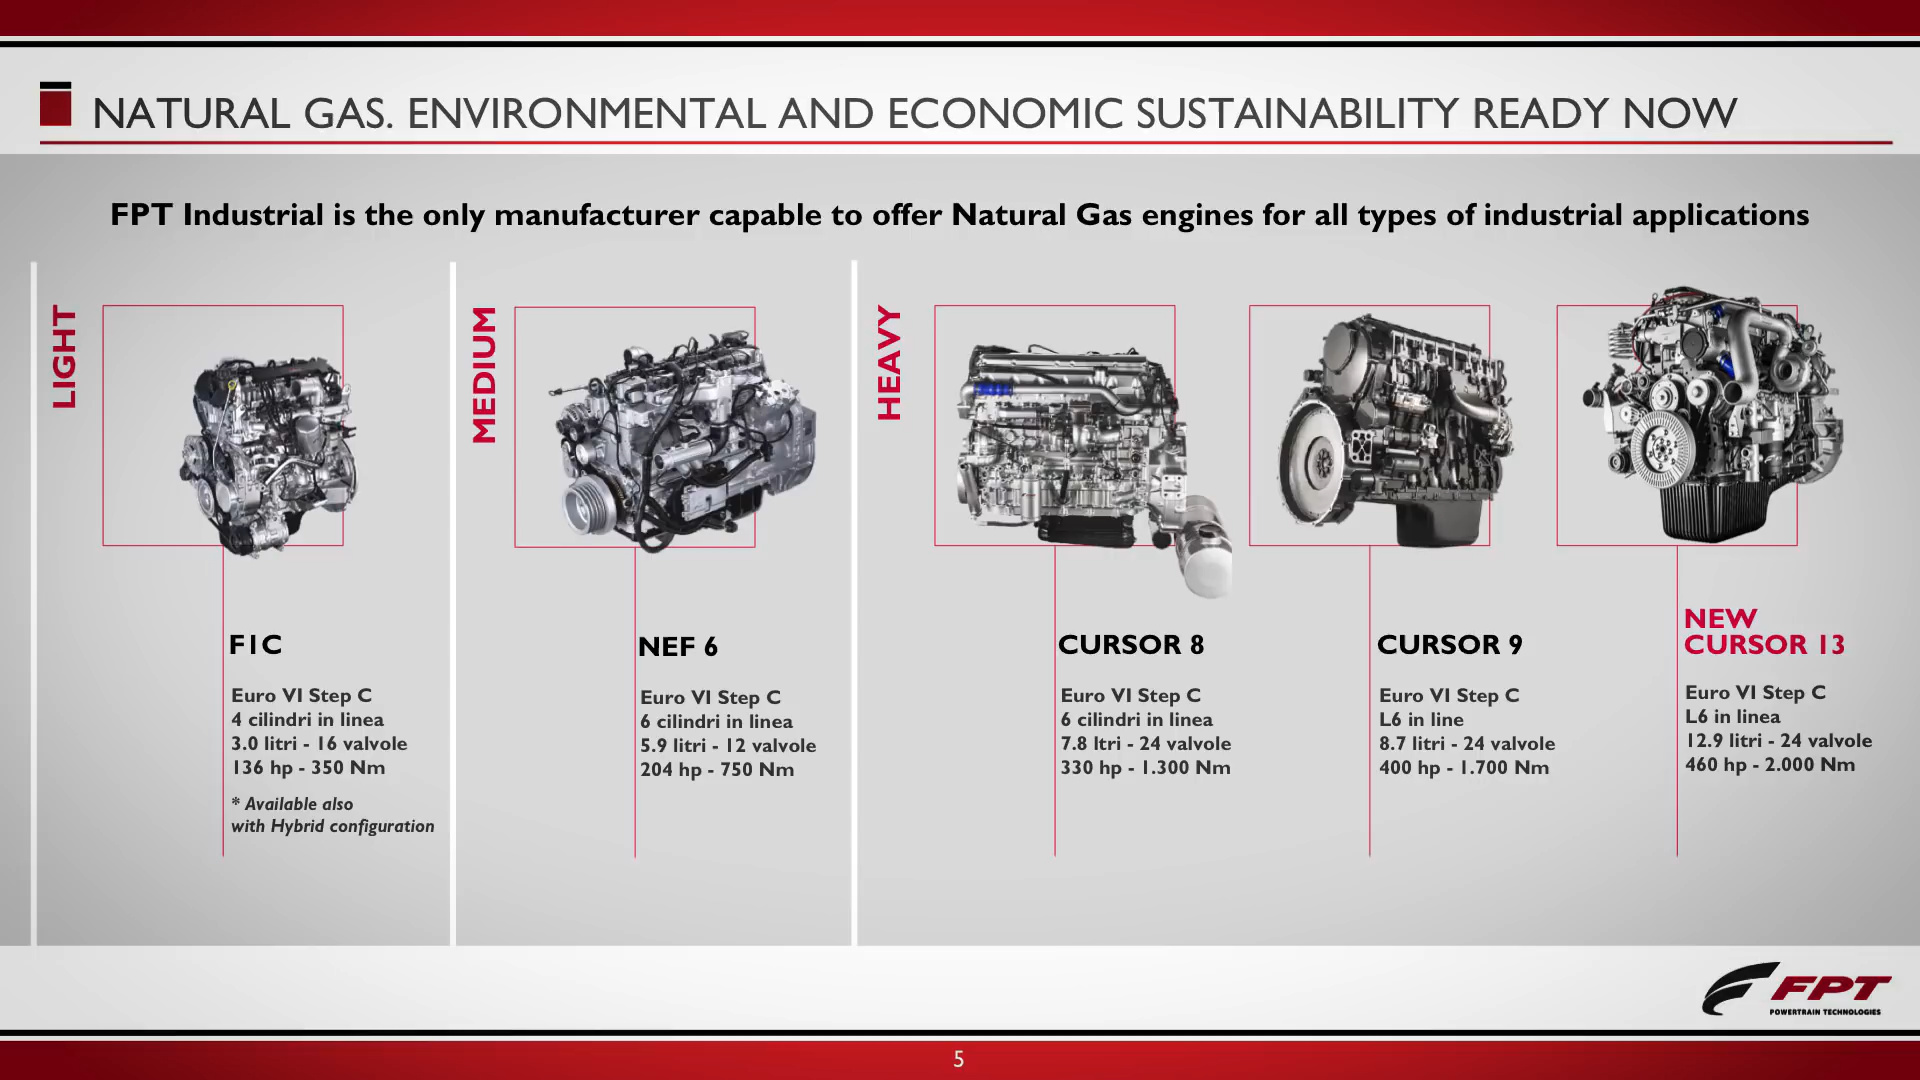 NATURAL GAS. ENVIRONMENTAL AND ECONOMIC SUSTAINABILITY READY NOW
FPT Industrial is the only manufacturer capable to offer Natural Gas engines for all types of industrial applications
LIGHT
F1C
Euro VI Step C
4 cilindri in linea
3.0 litri - 16 valvole
136 hp - 350 Nm
* Available also
with Hybrid configuration
MEDIUM
NEF 6
Euro VI Step C
6 cilindri in linea
5.9 litri - 12 valvole
204 hp - 750 Nm
HEAVY
CURSOR 8
Euro VI Step C
6 cilindri in linea
7.8 ltri - 24 valvole
330 hp - 1.300 Nm
CURSOR 9
Euro VI Step C
L6 in line
8.7 litri - 24 valvole
400 hp - 1.700 Nm
NEW
CURSOR 13
Euro VI Step C
L6 in linea
12.9 litri - 24 valvole
460 hp - 2.000 Nm
FPT
POWERTRAIN TECHNOLOGIES
5